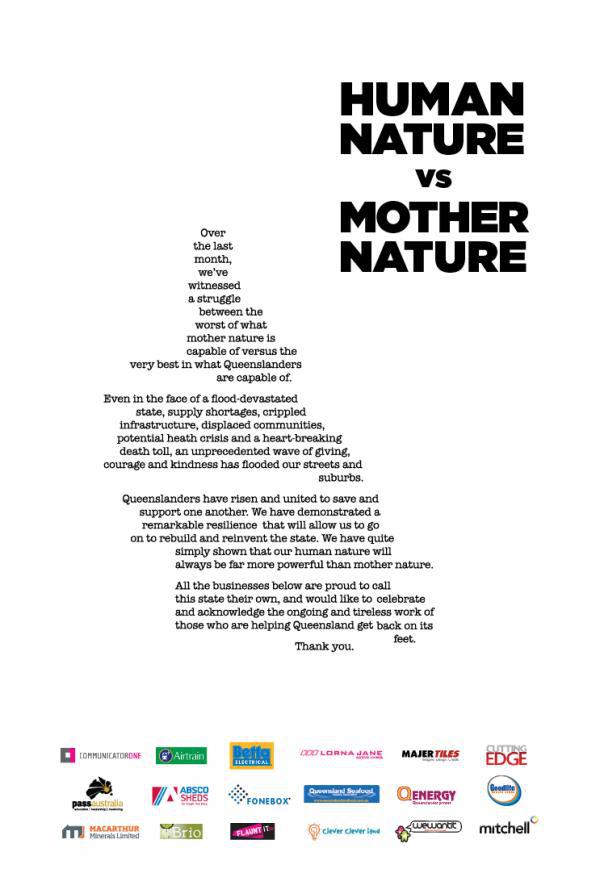 HUMAN
NATURE
VS
MOTHER
NATURE
Over
the last
month,
we've
witnessed
a struggle
between the
worst of what
mother nature is
capable of versus the
very best in what Queenslanders
are capable of.
Even in the face of a flood-devastated
state, supply shortages, crippled
infrastructure, displaced communities,
potential heath crisis and a heart-breaking
death toll, an unprecedented wave of giving,
courage and kindness has flooded our streets and
suburbs.
Queenslanders have risen and united to save and
support one another. We have demonstrated a
remarkable resilience that will allow us to go
on to rebuild and reinvent the state. We have quite
simply shown that our human nature will
always be far more powerful than mother nature.
All the businesses below are proud to call
this state their own, and would like to celebrate
and acknowledge the ongoing and tireless work of
those who are helping Queensland get back on its
feet.
Thank you.
COMMUNICATORONE Airtrain Betta ELECTRICAL LORNA JANE MAJERTILES CUTTING EDGE
passaustralia ABSCO SHEDS FONEBOX Queensland Seafood QENERGY Goodlife
MACARTHUR Minerals Limited Brio FLAUNT IT clever clever land wewantit mitchell